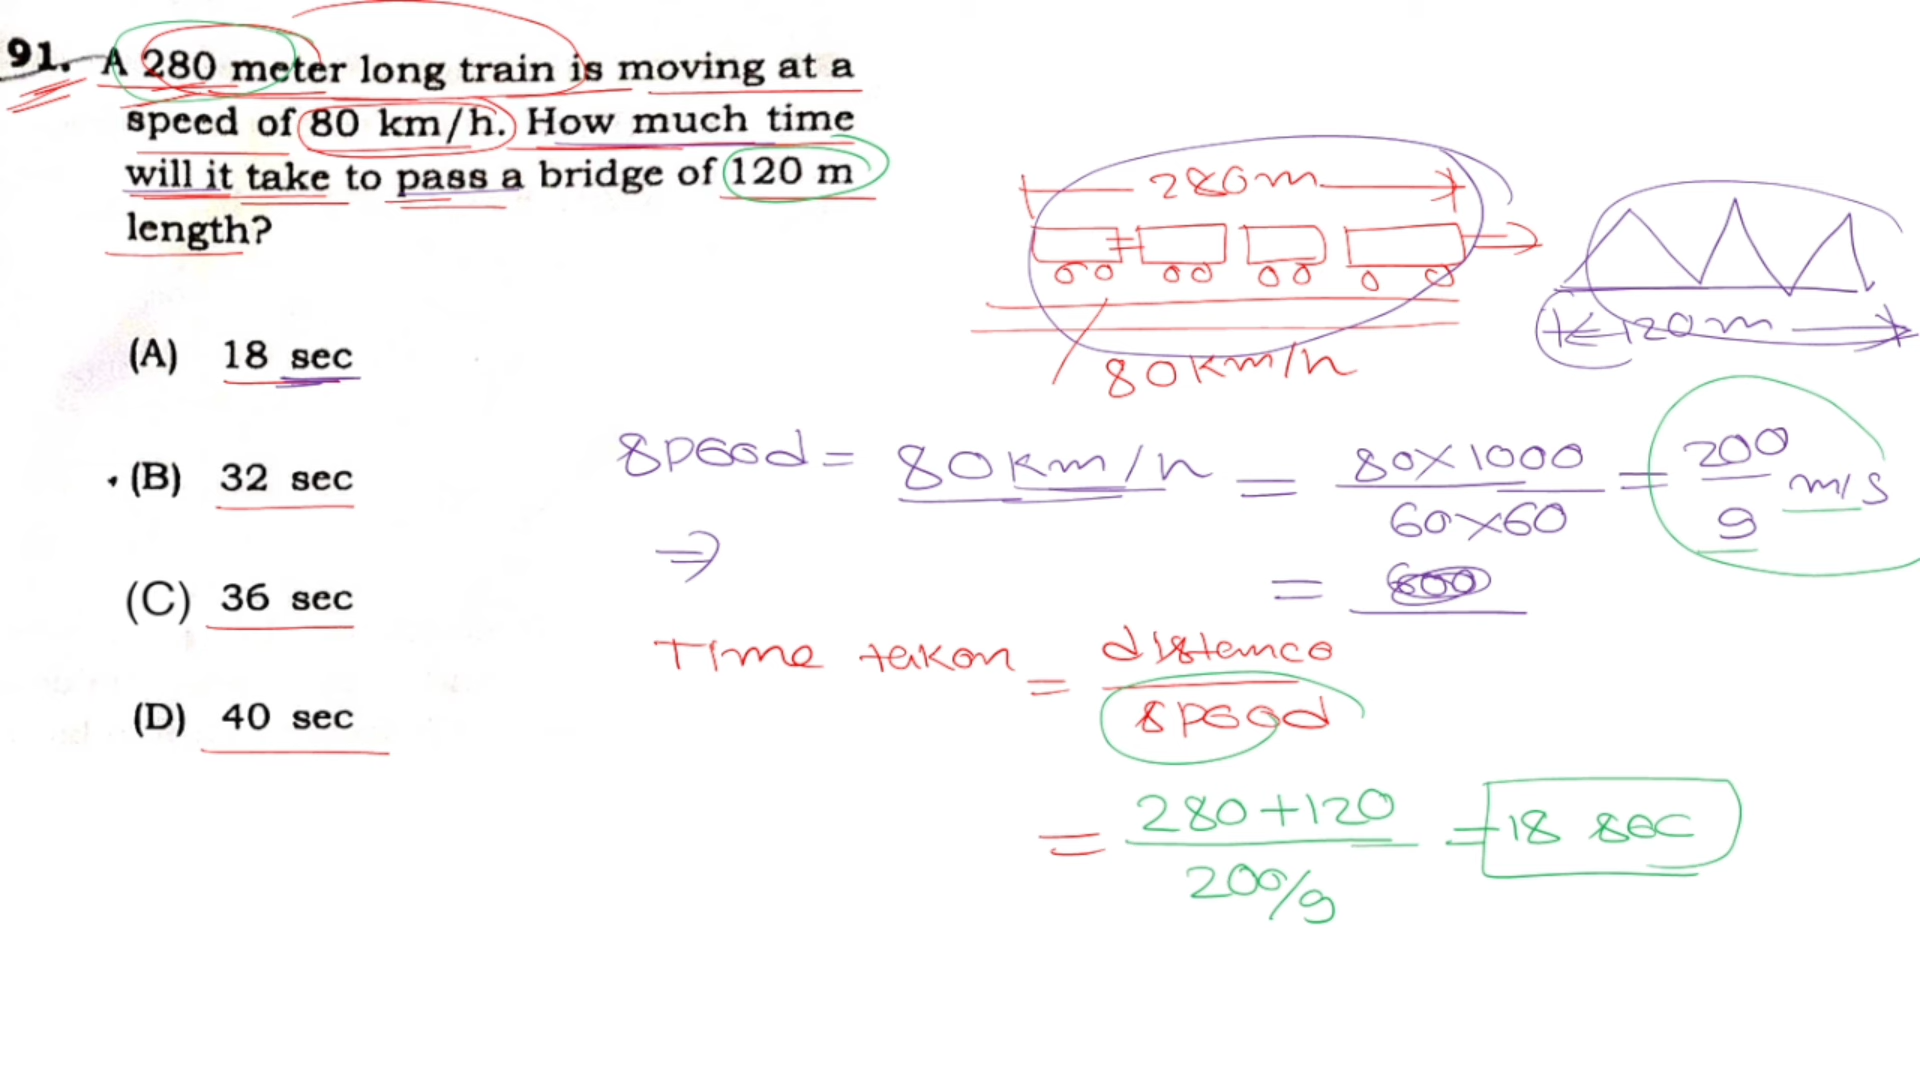 91. A 280 meter long train is moving at a
speed of 80 km/h. How much time
will it take to pass a bridge of 120 m
length?
(A) 18 sec
(B) 32 sec
(C) 36 sec
(D) 40 sec
280m
120m
80km/h
Speed = 80km/h = 80×1000 / 60×60 = 200/9 m/s
⇒
=
Time taken = distance / speed
= 280+120 / 200/9 = 18 sec